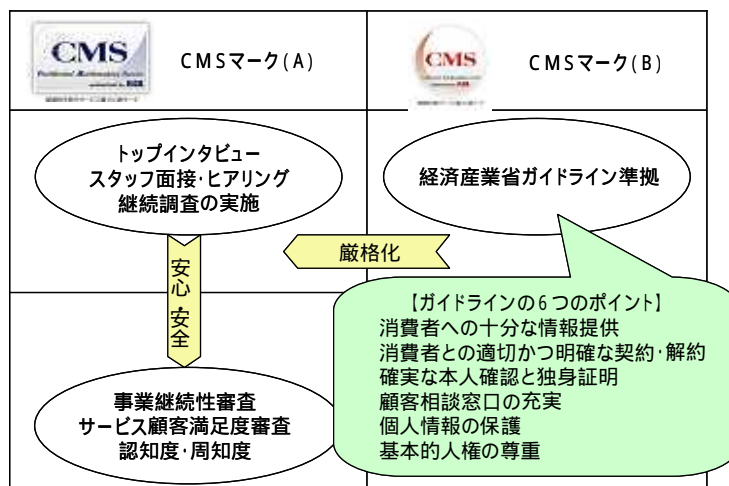 CMS
CMSマーク(A)
CMS
CMSマーク(B)
トップインタビュー
スタッフ面接・ヒアリング
継続調査の実施
経済産業省ガイドライン準拠
厳格化
安心・安全
【ガイドラインの6つのポイント】
消費者への十分な情報提供
消費者との適切かつ明確な契約・解約
確実な本人確認と独身証明
顧客相談窓口の充実
個人情報の保護
基本的人権の尊重
事業継続性審査
サービス顧客満足度審査
認知度・周知度